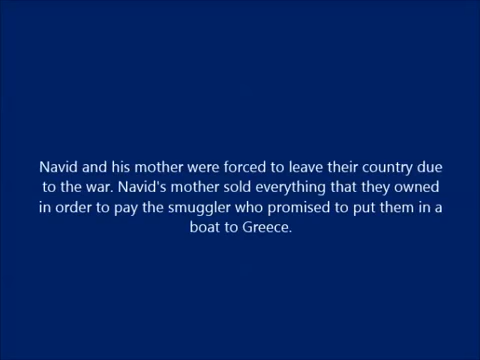 Navid and his mother were forced to leave their country due
to the war. Navid's mother sold everything that they owned
in order to pay the smuggler who promised to put them in a
boat to Greece.